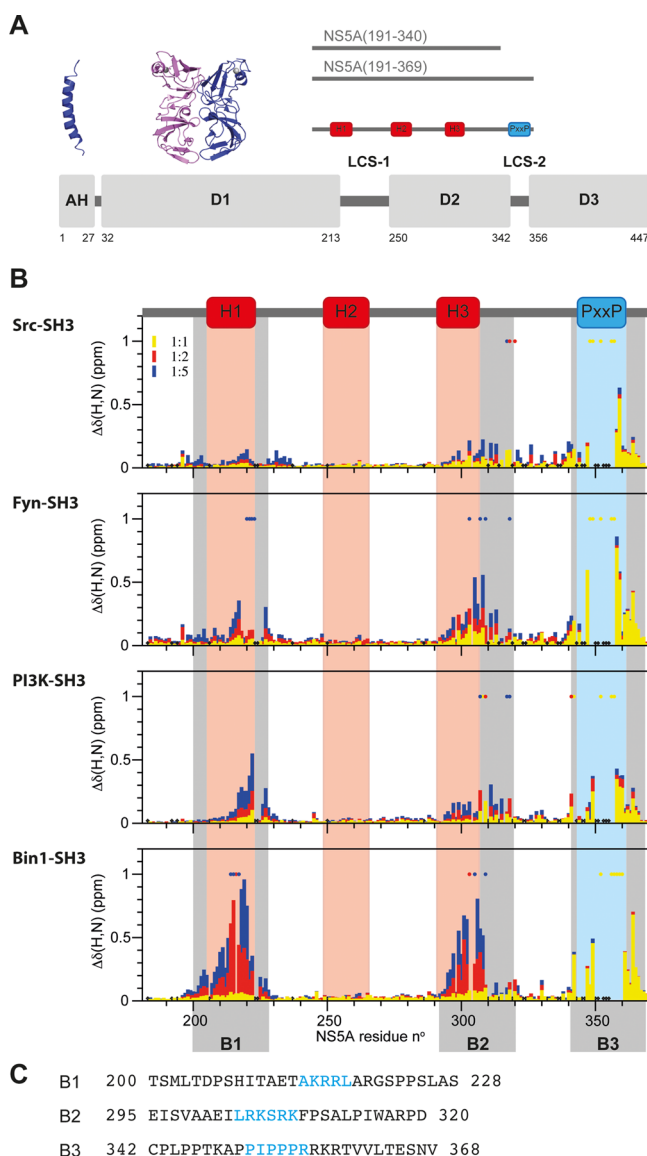 A
NS5A(191-340)
NS5A(191-369)
H1 H2 H3 PxxP
LCS-1 LCS-2
AH D1 D2 D3
1 27 32 213 250 342 356 447
B
H1 H2 H3 PxxP
Src-SH3
1:1
1:2
1:5
Δδ(H,N) (ppm)
1
0.5
0
Fyn-SH3
Δδ(H,N) (ppm)
1
0.5
0
PI3K-SH3
Δδ(H,N) (ppm)
1
0.5
0
Bin1-SH3
Δδ(H,N) (ppm)
1
0.5
0
200 250 300 350
NS5A residue nº
B1 B2 B3
C
B1 200 TSMLTDPSHITAETAKRRLARGSPPSLAS 228
B2 295 EISVAAEILRKSRKFPSALPIWARPD 320
B3 342 CPLPPTKAPPIPPPRRKRTVVLTESNV 368